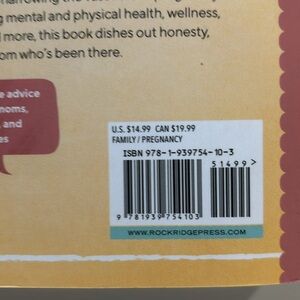 g mental and physical health, wellness,
more, this book dishes out honesty,
om who's been there.
e advice
noms,
, and
es
U.S. $14.99 CAN $19.99
FAMILY / PREGNANCY
ISBN 978-1-939754-10-3
51499>
9 781939 754103
WWW.ROCKRIDGEPRESS.COM